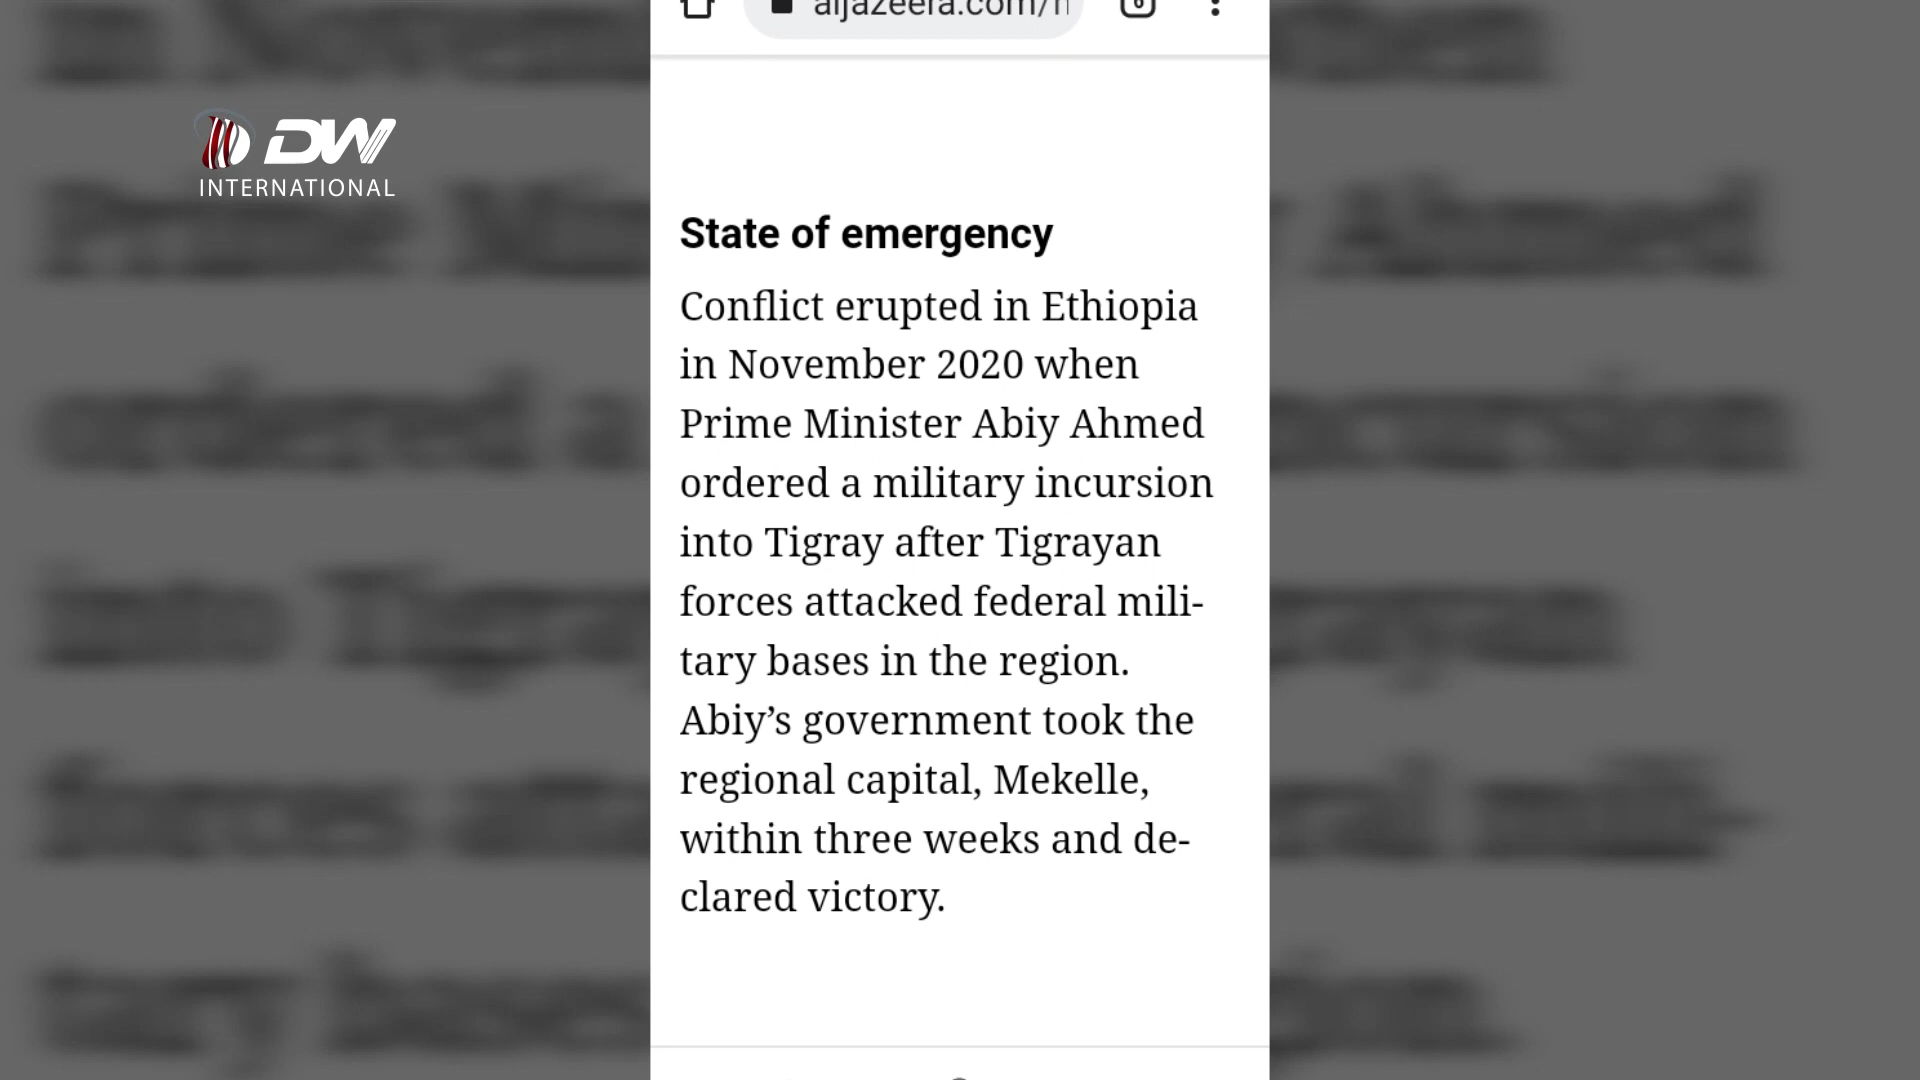 aljazeera.com/n
DW
INTERNATIONAL
State of emergency
Conflict erupted in Ethiopia
in November 2020 when
Prime Minister Abiy Ahmed
ordered a military incursion
into Tigray after Tigrayan
forces attacked federal mili-
tary bases in the region.
Abiy’s government took the
regional capital, Mekelle,
within three weeks and de-
clared victory.